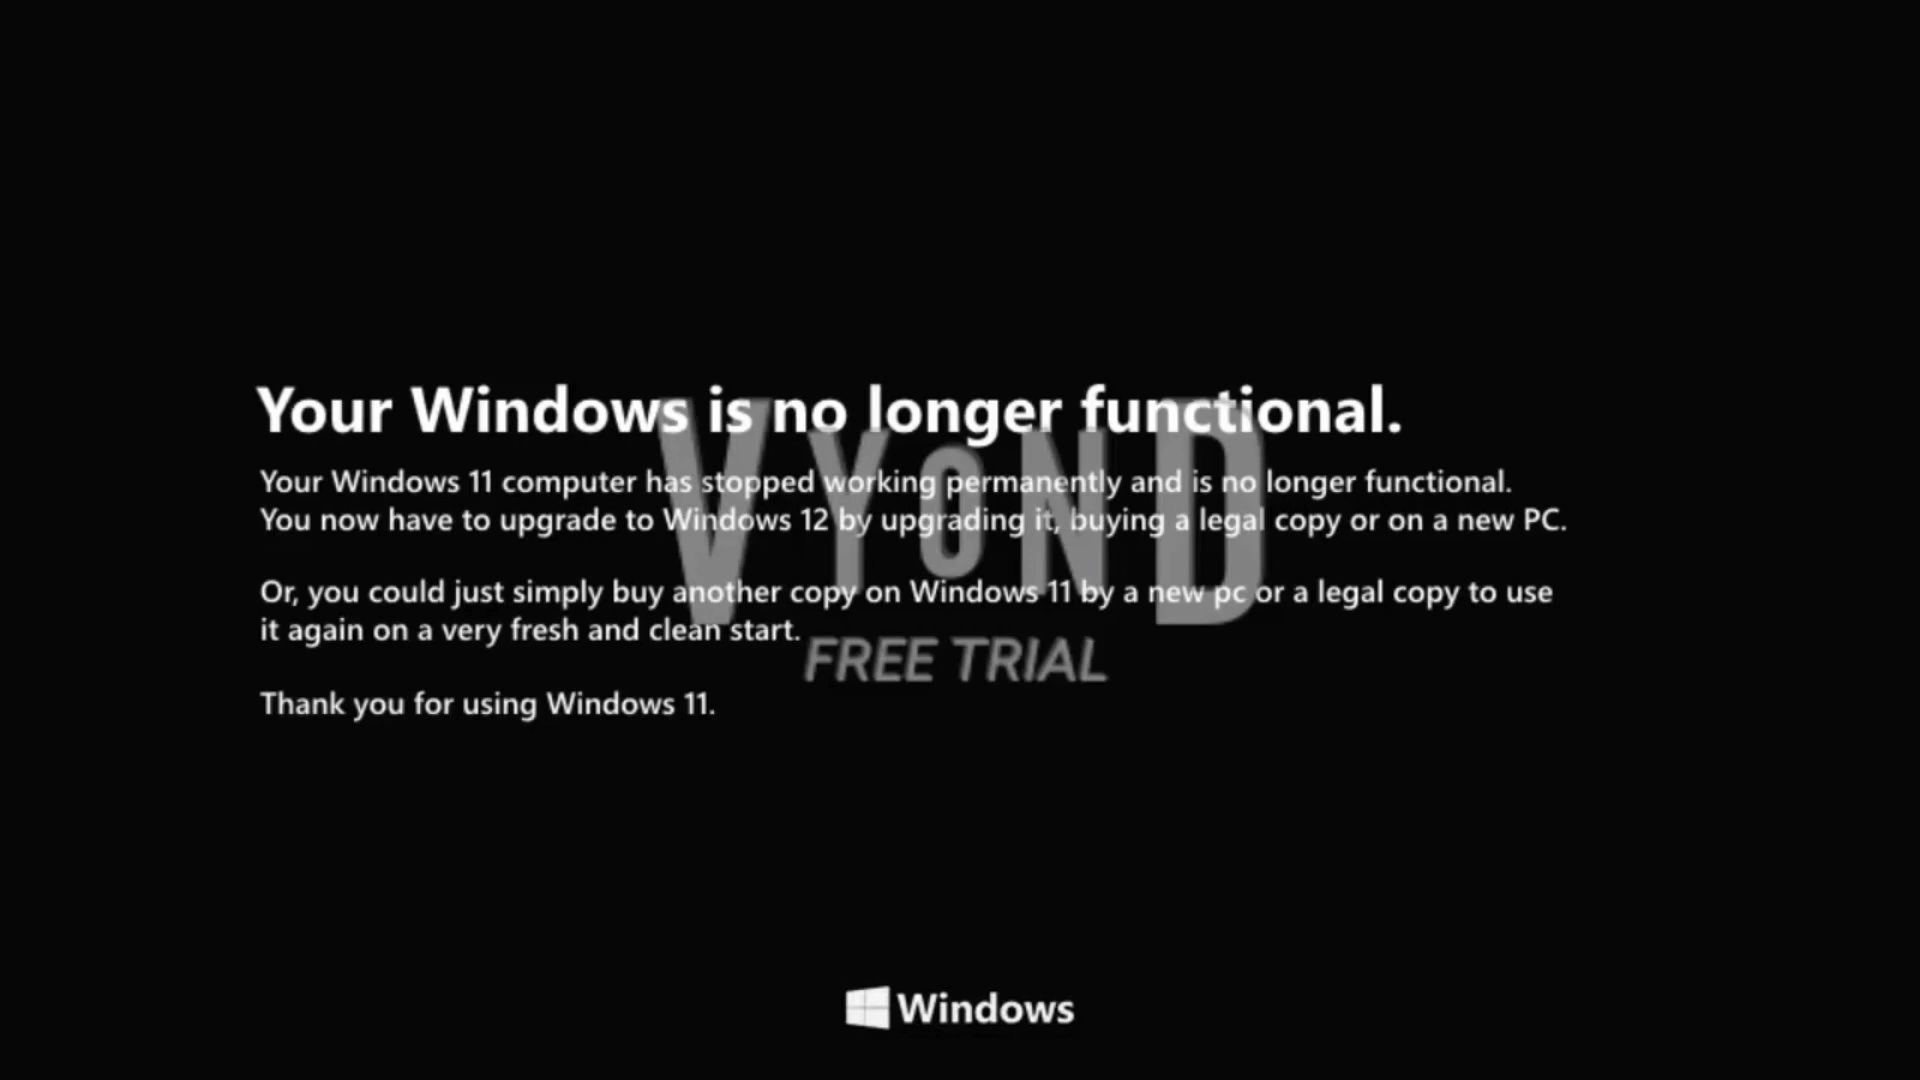 Your Windows is no longer functional.
Your Windows 11 computer has stopped working permanently and is no longer functional.
You now have to upgrade to Windows 12 by upgrading it, buying a legal copy or on a new PC.
Or, you could just simply buy another copy on Windows 11 by a new pc or a legal copy to use
it again on a very fresh and clean start.
Thank you for using Windows 11.
VYOND
FREE TRIAL
Windows